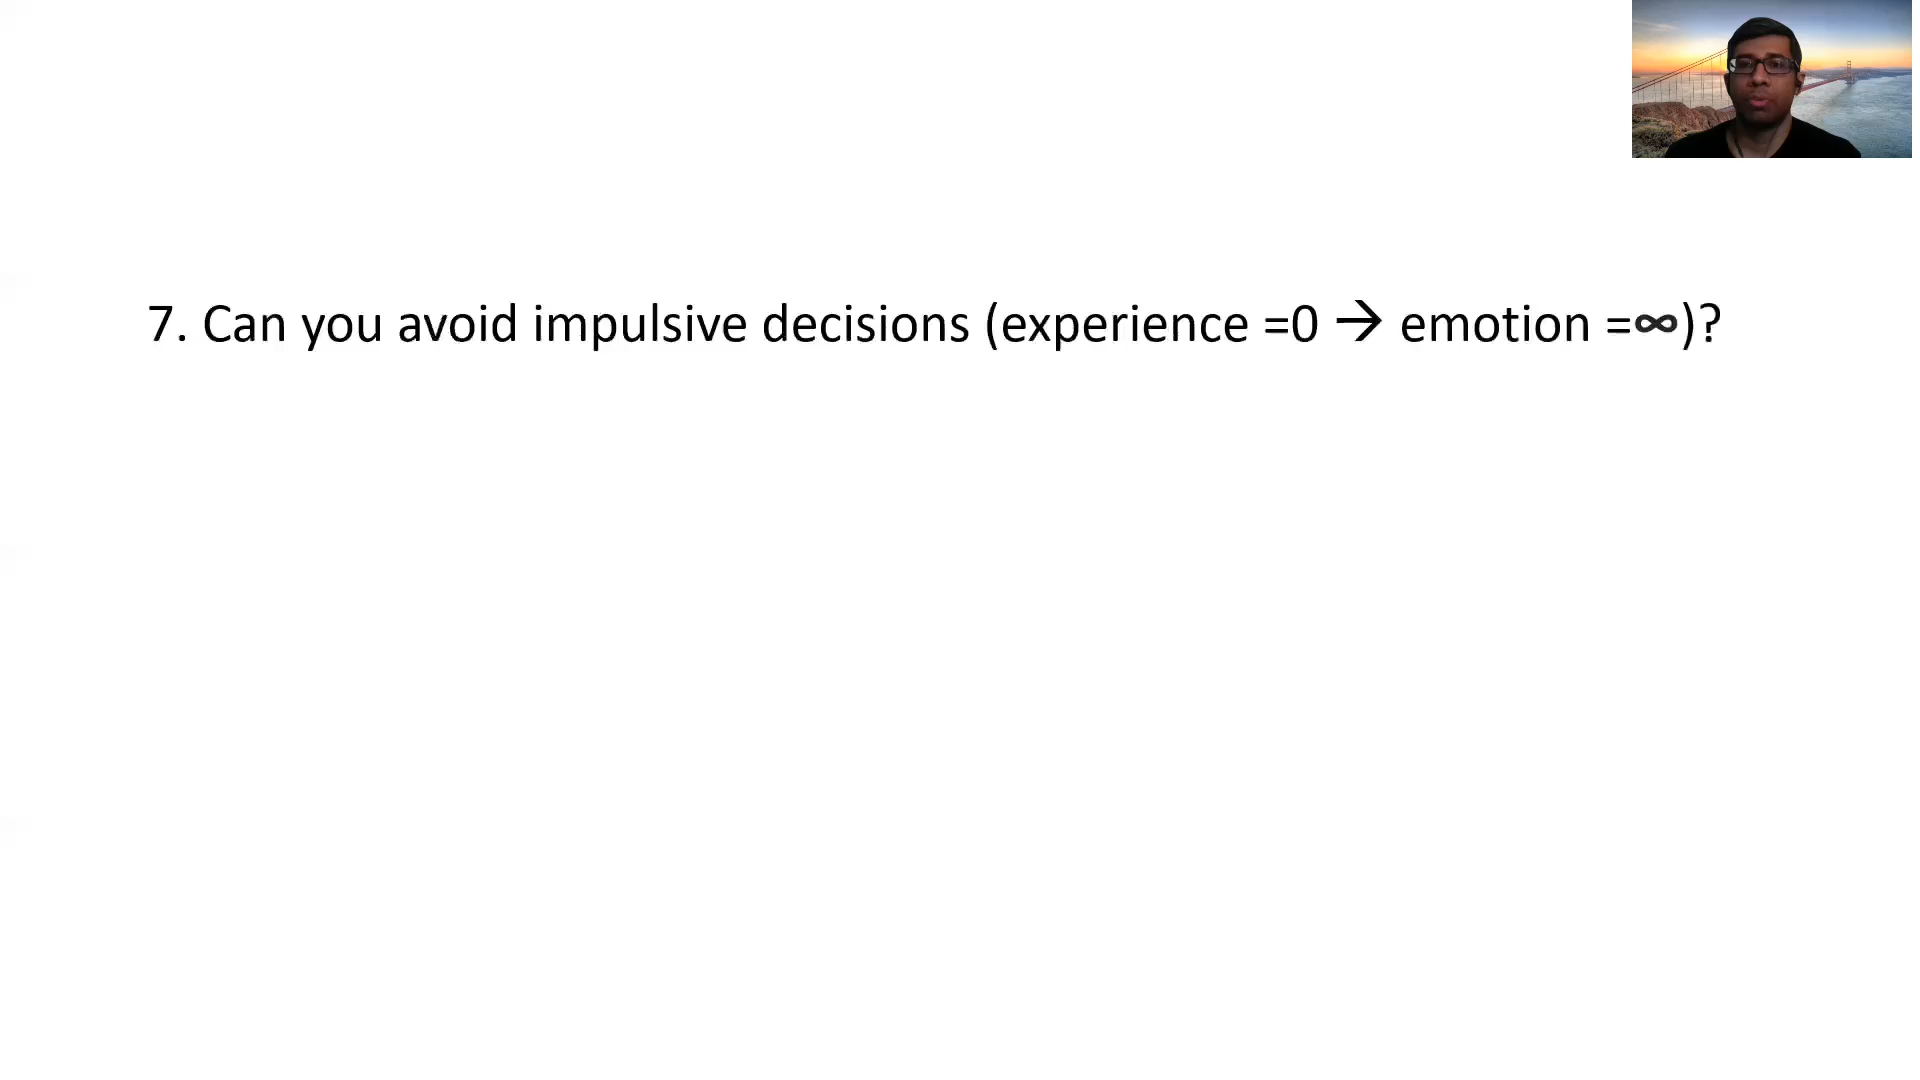 7. Can you avoid impulsive decisions (experience =0 → emotion =∞)?